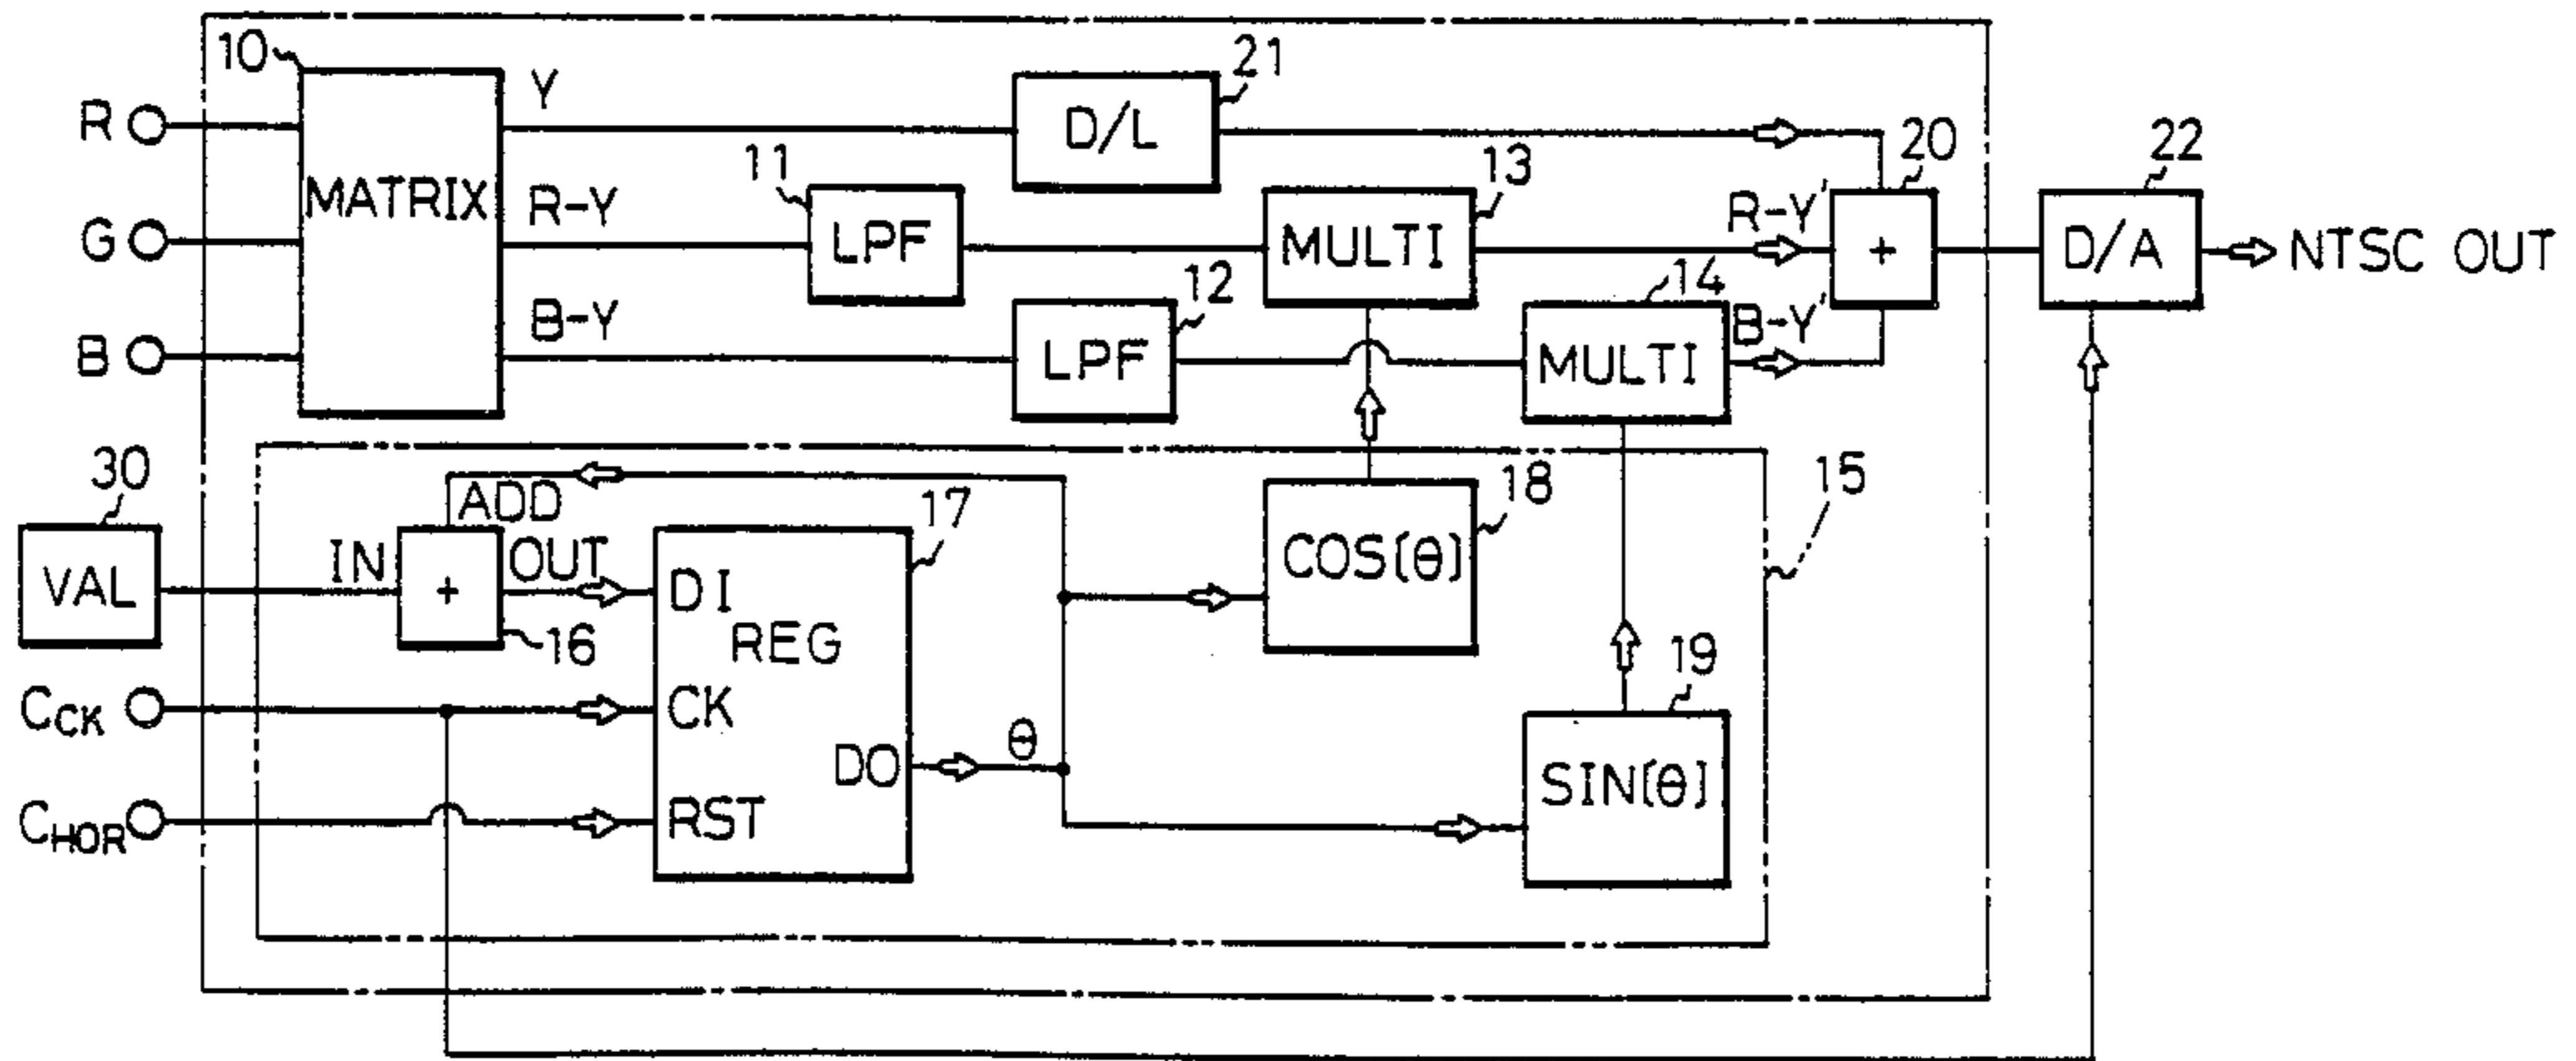 10
R
G
B
MATRIX
Y
R-Y
B-Y
11
LPF
12
LPF
21
D/L
13
MULTI
14
MULTI
R-Y'
B-Y'
20
+
22
D/A
NTSC OUT
30
VAL
IN
ADD
+
OUT
16
17
DI
REG
CK
DO
RST
θ
CCK
CHOR
18
COS(θ)
19
SIN(θ)
15